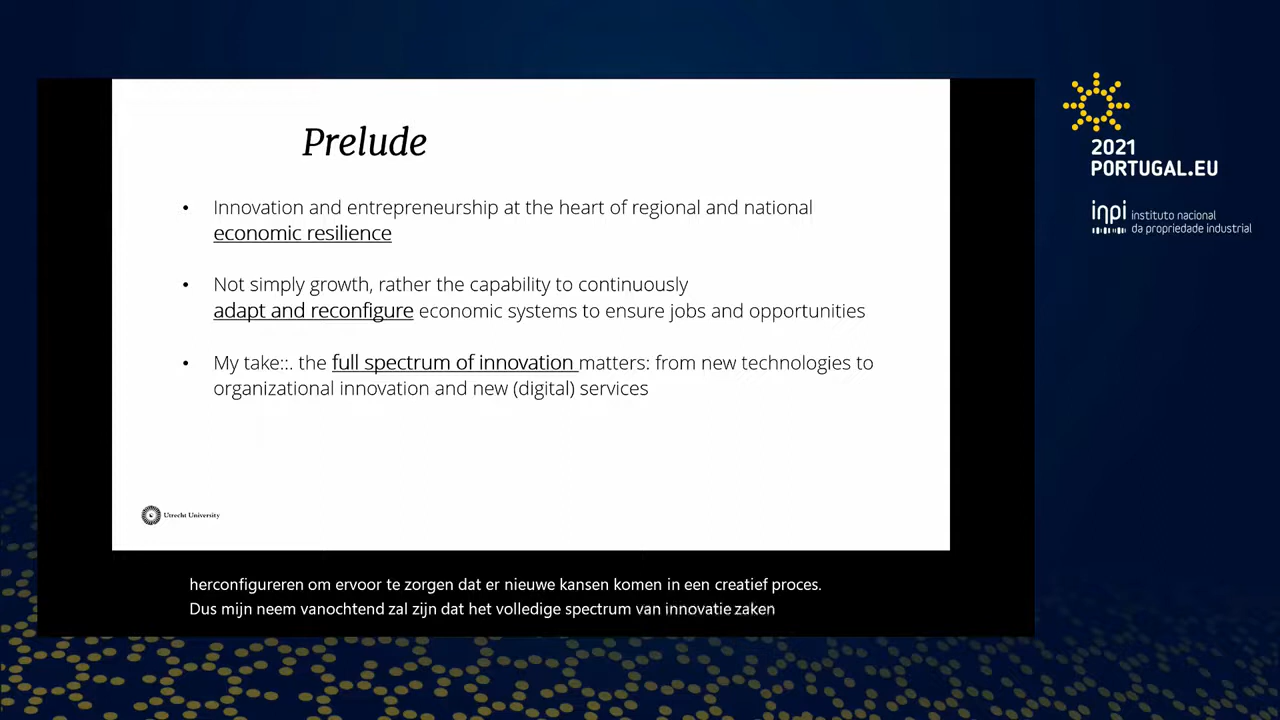 Prelude
• Innovation and entrepreneurship at the heart of regional and national
economic resilience
• Not simply growth, rather the capability to continuously
adapt and reconfigure economic systems to ensure jobs and opportunities
• My take::. the full spectrum of innovation matters: from new technologies to
organizational innovation and new (digital) services
Utrecht University
herconfigureren om ervoor te zorgen dat er nieuwe kansen komen in een creatief proces.
Dus mijn neem vanochtend zal zijn dat het volledige spectrum van innovatie zaken
2021
PORTUGAL.EU
inpi instituto nacional
da propriedade industrial